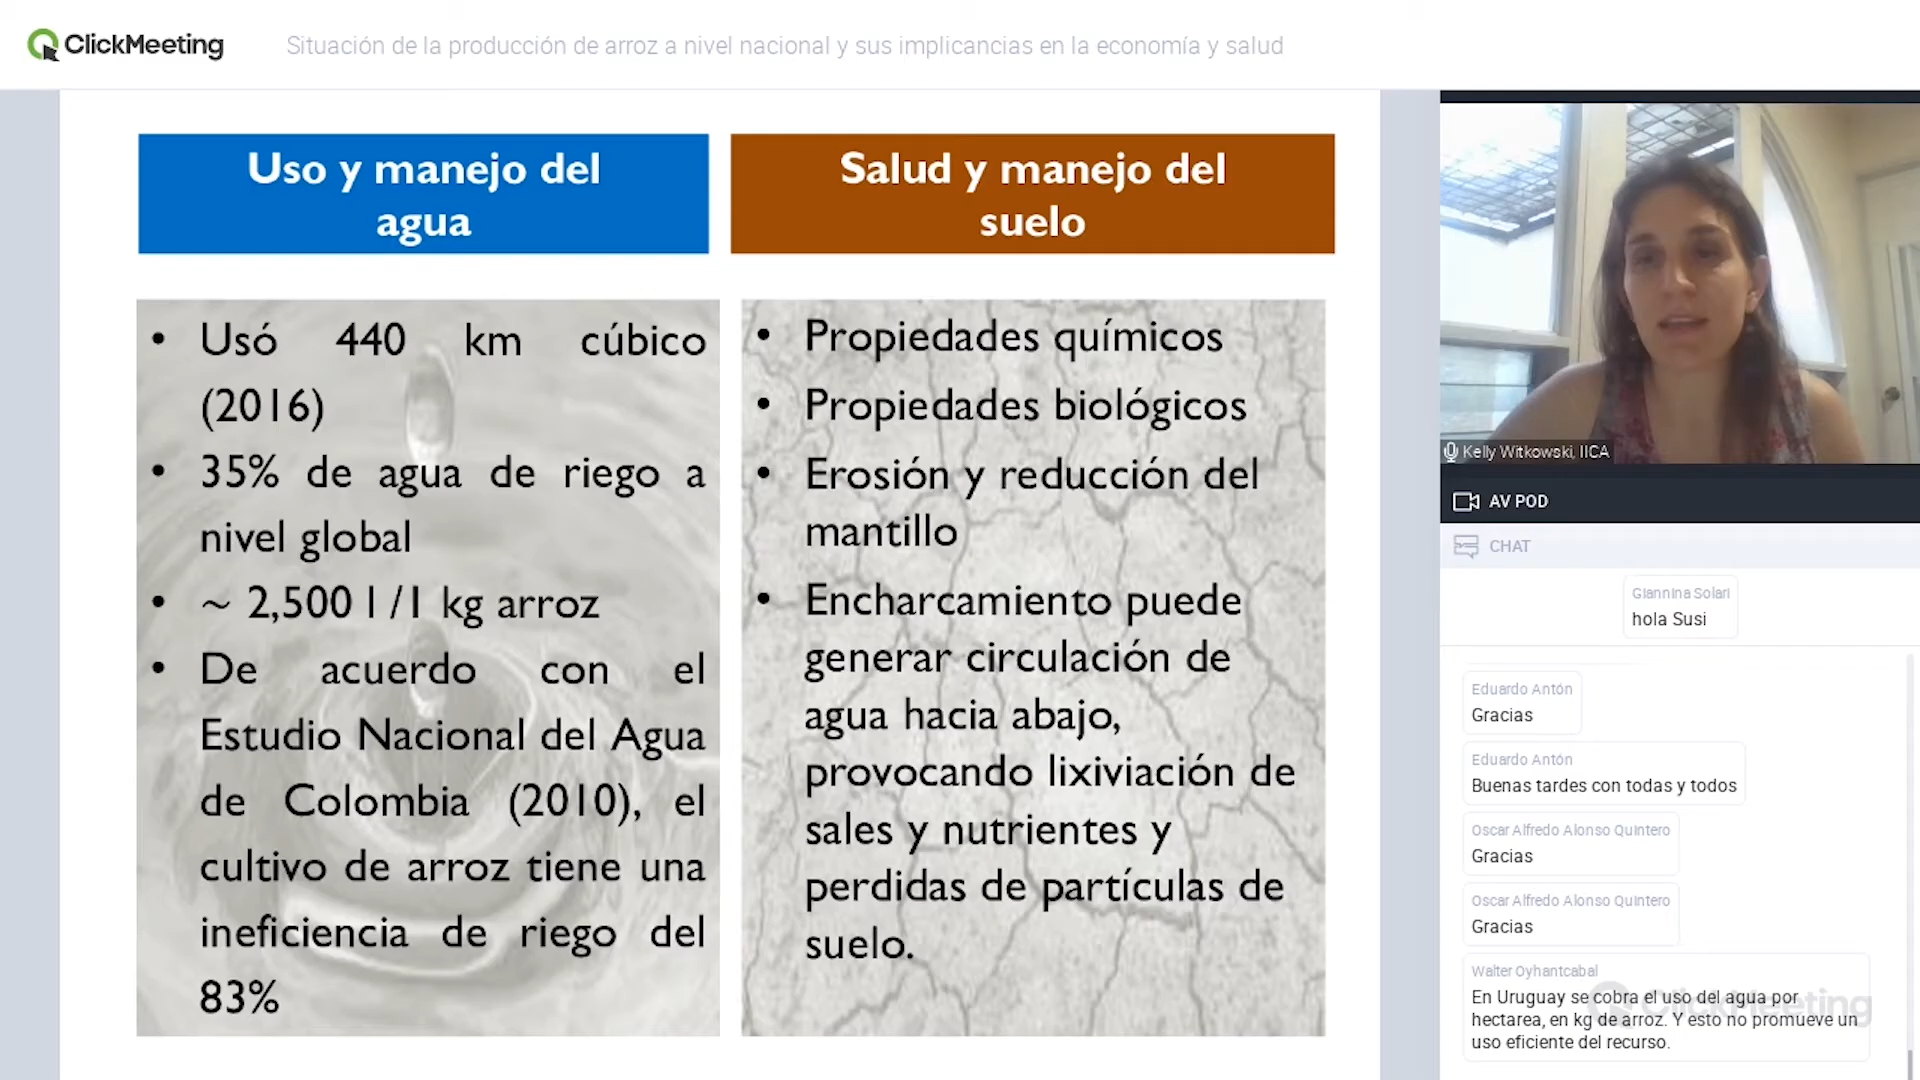 ClickMeeting
Situación de la producción de arroz a nivel nacional y sus implicancias en la economía y salud
Uso y manejo del
agua
• Usó 440 km cúbico
(2016)
• 35% de agua de riego a
nivel global
• ~ 2,500 l /1 kg arroz
• De acuerdo con el
Estudio Nacional del Agua
de Colombia (2010), el
cultivo de arroz tiene una
ineficiencia de riego del
83%
Salud y manejo del
suelo
• Propiedades químicos
• Propiedades biológicos
• Erosión y reducción del
mantillo
• Encharcamiento puede
generar circulación de
agua hacia abajo,
provocando lixiviación de
sales y nutrientes y
perdidas de partículas de
suelo.
Kelly Witkowski, IICA
AV POD
CHAT
Giannina Solari
hola Susi
Eduardo Antón
Gracias
Eduardo Antón
Buenas tardes con todas y todos
Oscar Alfredo Alonso Quintero
Gracias
Oscar Alfredo Alonso Quintero
Gracias
Walter Oyhantcabal
En Uruguay se cobra el uso del agua por
hectarea, en kg de arroz. Y esto no promueve un
uso eficiente del recurso.
ClickMeeting